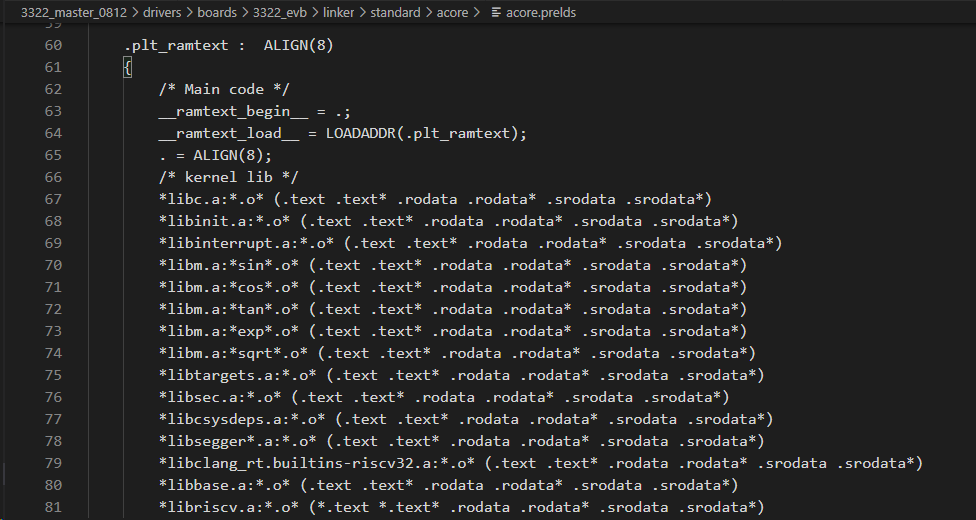 3322_master_0812 > drivers > boards > 3322_evb > linker > standard > acore > acore.prelds
59
60 .plt_ramtext :  ALIGN(8)
61 {
62 /* Main code */
63 __ramtext_begin__ = .;
64 __ramtext_load__ = LOADADDR(.plt_ramtext);
65 . = ALIGN(8);
66 /* kernel lib */
67 *libc.a:*.o* (.text .text* .rodata .rodata* .srodata .srodata*)
68 *libinit.a:*.o* (.text .text* .rodata .rodata* .srodata .srodata*)
69 *libinterrupt.a:*.o* (.text .text* .rodata .rodata* .srodata .srodata*)
70 *libm.a:*sin*.o* (.text .text* .rodata .rodata* .srodata .srodata*)
71 *libm.a:*cos*.o* (.text .text* .rodata .rodata* .srodata .srodata*)
72 *libm.a:*tan*.o* (.text .text* .rodata .rodata* .srodata .srodata*)
73 *libm.a:*exp*.o* (.text .text* .rodata .rodata* .srodata .srodata*)
74 *libm.a:*sqrt*.o* (.text .text* .rodata .rodata* .srodata .srodata*)
75 *libtargets.a:*.o* (.text .text* .rodata .rodata* .srodata .srodata*)
76 *libsec.a:*.o* (.text .text* .rodata .rodata* .srodata .srodata*)
77 *libcsysdeps.a:*.o* (.text .text* .rodata .rodata* .srodata .srodata*)
78 *libsegger*.a:*.o* (.text .text* .rodata .rodata* .srodata .srodata*)
79 *libclang_rt.builtins-riscv32.a:*.o* (.text .text* .rodata .rodata* .srodata .srodata*)
80 *libbase.a:*.o* (.text .text* .rodata .rodata* .srodata .srodata*)
81 *libriscv.a:*.o* (*.text *.text* .rodata .rodata* .srodata .srodata*)